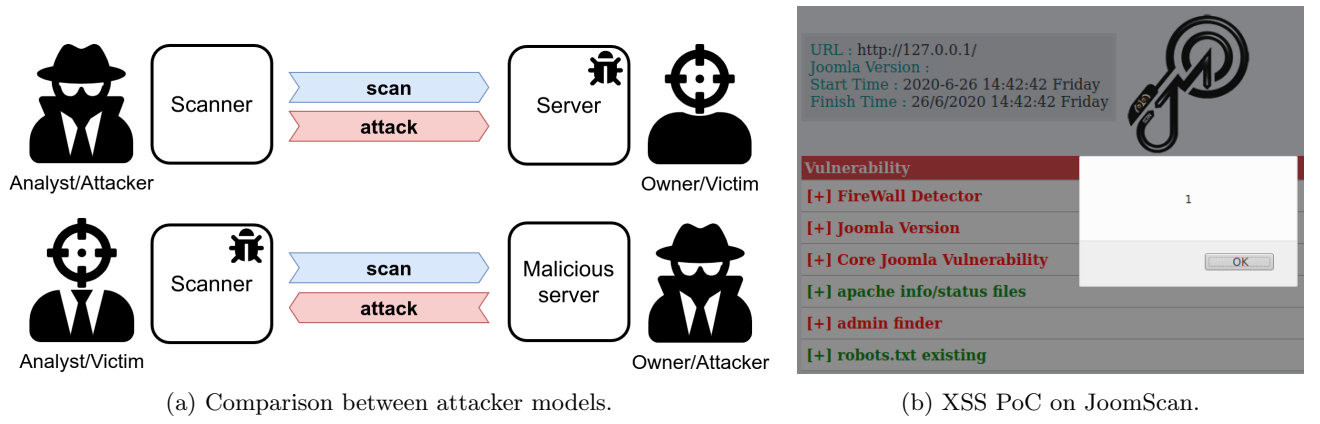 Scanner
scan
attack
Server
Analyst/Attacker
Owner/Victim
Scanner
scan
attack
Malicious
server
Analyst/Victim
Owner/Attacker
(a) Comparison between attacker models.
URL : http://127.0.0.1/
Joomla Version :
Start Time : 2020-6-26 14:42:42 Friday
Finish Time : 26/6/2020 14:42:42 Friday
Vulnerability
[+] FireWall Detector
[+] Joomla Version
[+] Core Joomla Vulnerability
[+] apache info/status files
[+] admin finder
[+] robots.txt existing
1
OK
(b) XSS PoC on JoomScan.